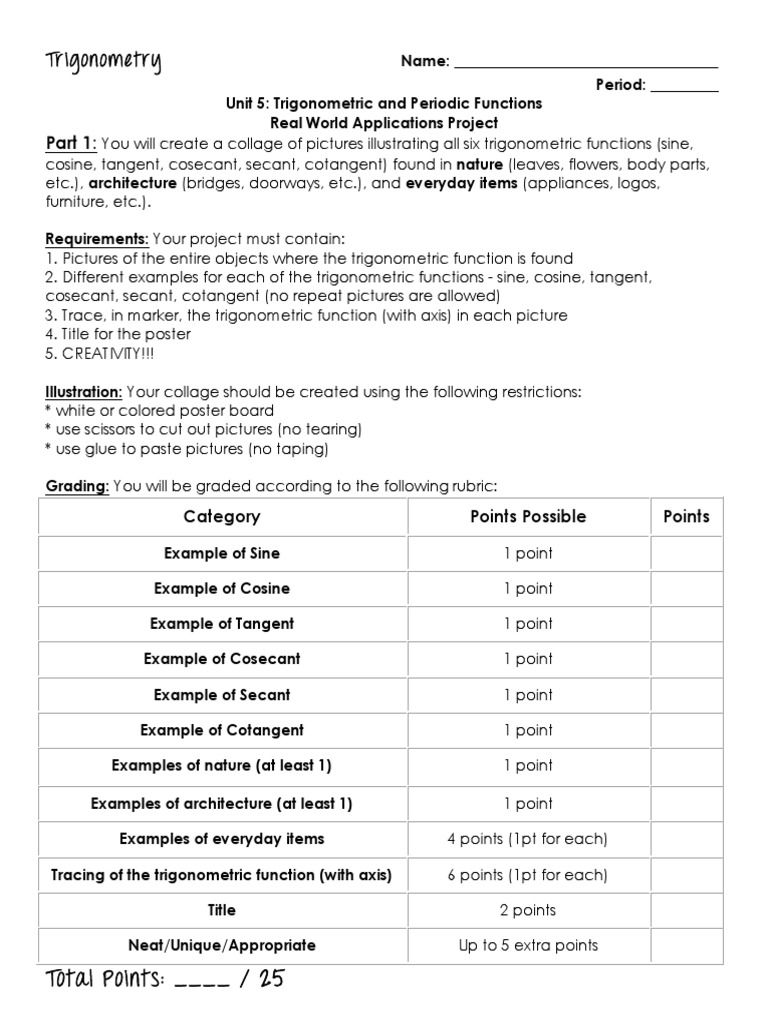 Trigonometry
Name: ________________________________
Period: _________
Unit 5: Trigonometric and Periodic Functions
Real World Applications Project
Part 1: You will create a collage of pictures illustrating all six trigonometric functions (sine,
cosine, tangent, cosecant, secant, cotangent) found in nature (leaves, flowers, body parts,
etc.), architecture (bridges, doorways, etc.), and everyday items (appliances, logos,
furniture, etc.).
Requirements: Your project must contain:
1. Pictures of the entire objects where the trigonometric function is found
2. Different examples for each of the trigonometric functions - sine, cosine, tangent,
cosecant, secant, cotangent (no repeat pictures are allowed)
3. Trace, in marker, the trigonometric function (with axis) in each picture
4. Title for the poster
5. CREATIVITY!!!
Illustration: Your collage should be created using the following restrictions:
* white or colored poster board
* use scissors to cut out pictures (no tearing)
* use glue to paste pictures (no taping)
Grading: You will be graded according to the following rubric:
Category Points Possible Points
Example of Sine 1 point
Example of Cosine 1 point
Example of Tangent 1 point
Example of Cosecant 1 point
Example of Secant 1 point
Example of Cotangent 1 point
Examples of nature (at least 1) 1 point
Examples of architecture (at least 1) 1 point
Examples of everyday items 4 points (1pt for each)
Tracing of the trigonometric function (with axis) 6 points (1pt for each)
Title 2 points
Neat/Unique/Appropriate Up to 5 extra points
Total Points: ____ / 25